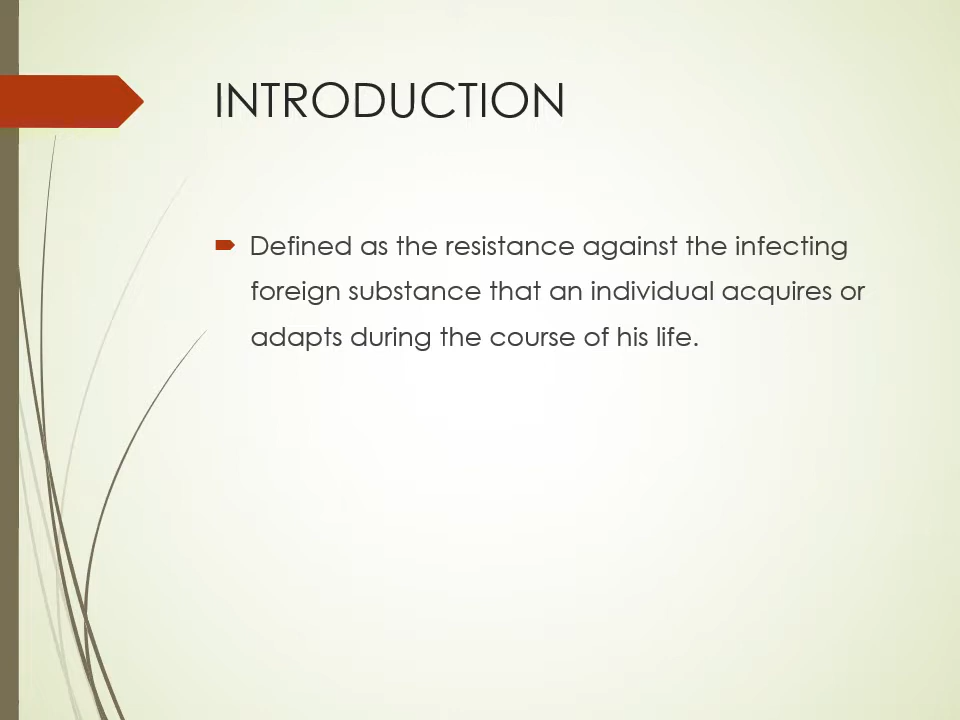 INTRODUCTION
Defined as the resistance against the infecting
foreign substance that an individual acquires or
adapts during the course of his life.